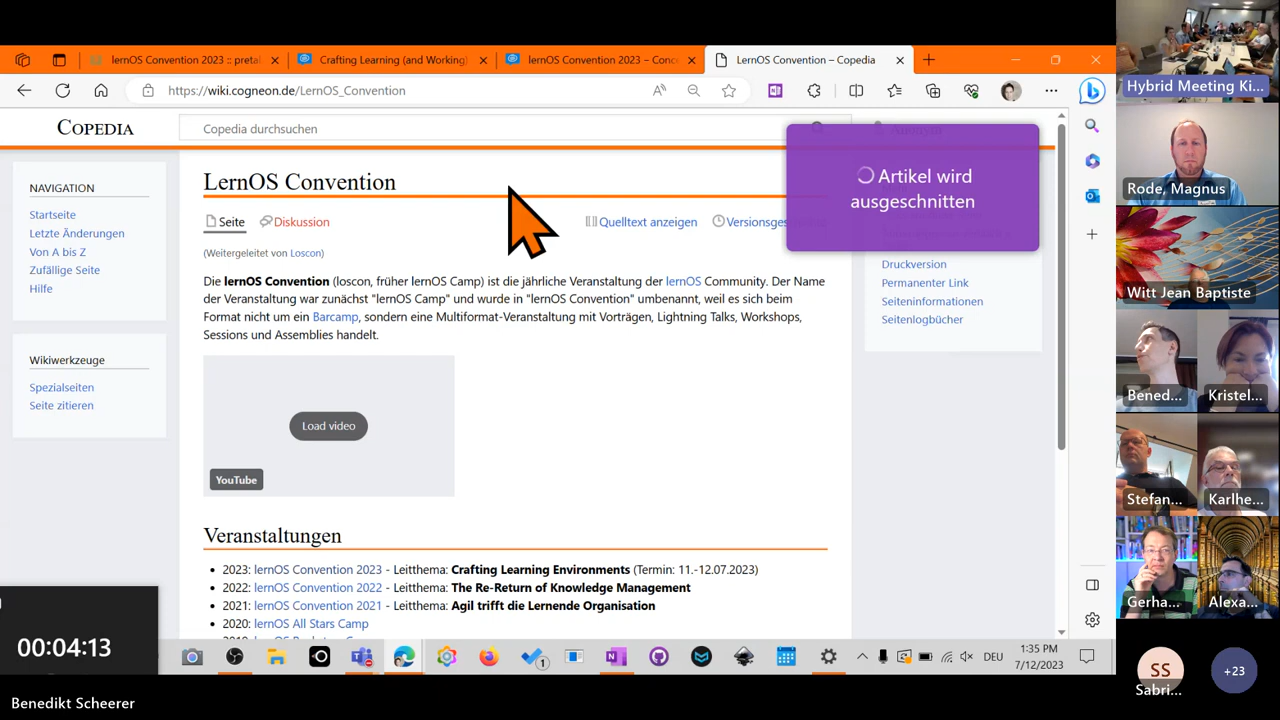 lernOS Convention 2023 :: pretal
Crafting Learning (and Working)
lernOS Convention 2023 – Conc
LernOS Convention – Copedia
https://wiki.cogneon.de/LernOS_Convention
COPEDIA
Copedia durchsuchen
NAVIGATION
Startseite
Letzte Änderungen
Von A bis Z
Zufällige Seite
Hilfe
Wikiwerkzeuge
Spezialseiten
Seite zitieren
LernOS Convention
Seite
Diskussion
Quelltext anzeigen
Versionsges
(Weitergeleitet von Loscon)
Die lernOS Convention (loscon, früher lernOS Camp) ist die jährliche Veranstaltung der lernOS Community. Der Name
der Veranstaltung war zunächst "lernOS Camp" und wurde in "lernOS Convention" umbenannt, weil es sich beim
Format nicht um ein Barcamp, sondern eine Multiformat-Veranstaltung mit Vorträgen, Lightning Talks, Workshops,
Sessions und Assemblies handelt.
Load video
YouTube
Veranstaltungen
2023: lernOS Convention 2023 - Leitthema: Crafting Learning Environments (Termin: 11.-12.07.2023)
2022: lernOS Convention 2022 - Leitthema: The Re-Return of Knowledge Management
2021: lernOS Convention 2021 - Leitthema: Agil trifft die Lernende Organisation
2020: lernOS All Stars Camp
Artikel wird
ausgeschnitten
Druckversion
Permanenter Link
Seiteninformationen
Seitenlogbücher
00:04:13
1
DEU
1:35 PM
7/12/2023
Benedikt Scheerer
Hybrid Meeting Ki...
Rode, Magnus
Witt Jean Baptiste
Bened...
Kristel...
Stefan...
Karlhe...
Gerha...
Alexa...
SS
Sabri...
+23